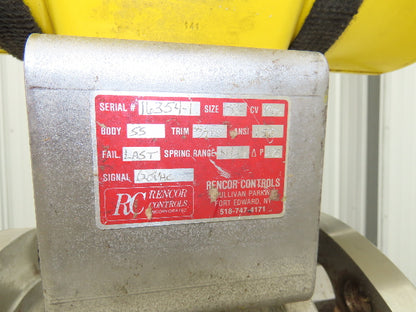 SERIAL # 16354-1 SIZE CV
BODY SS TRIM ANSI
FAIL LAST SPRING RANGE Δ P
SIGNAL
RC RENCOR CONTROLS INCORPORATED
RENCOR CONTROLS
SULLIVAN PARKWAY
FORT EDWARD, NY
518-747-4171